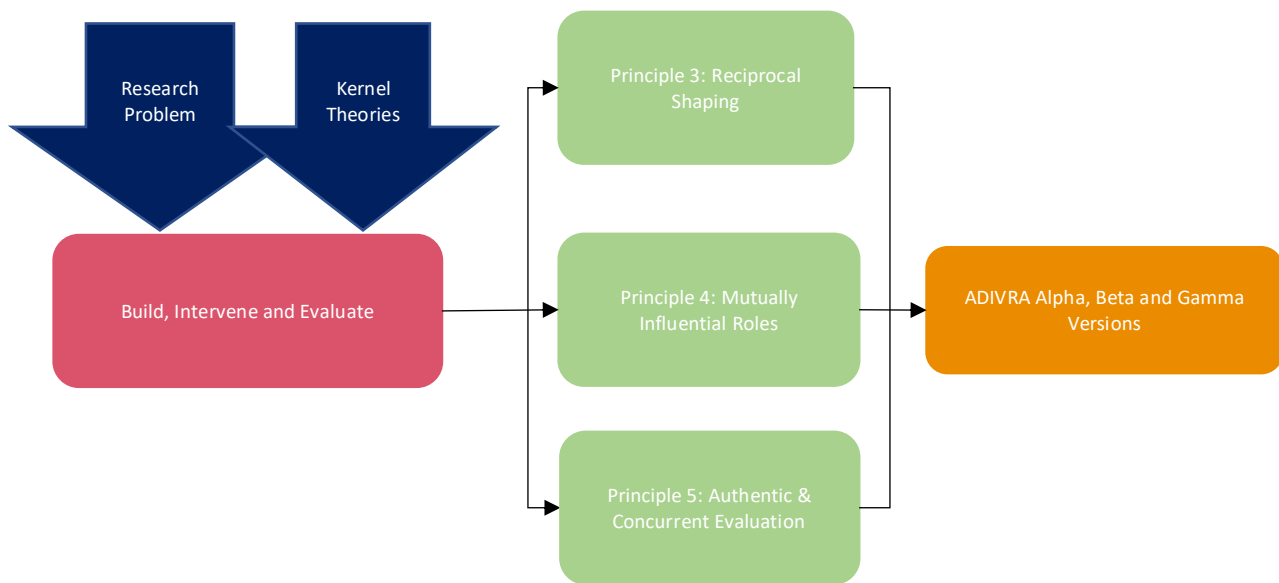 Research
Problem
Kernel
Theories
Principle 3: Reciprocal
Shaping
Build, Intervene and Evaluate
Principle 4: Mutually
Influential Roles
ADIVRA Alpha, Beta and Gamma
Versions
Principle 5: Authentic &
Concurrent Evaluation